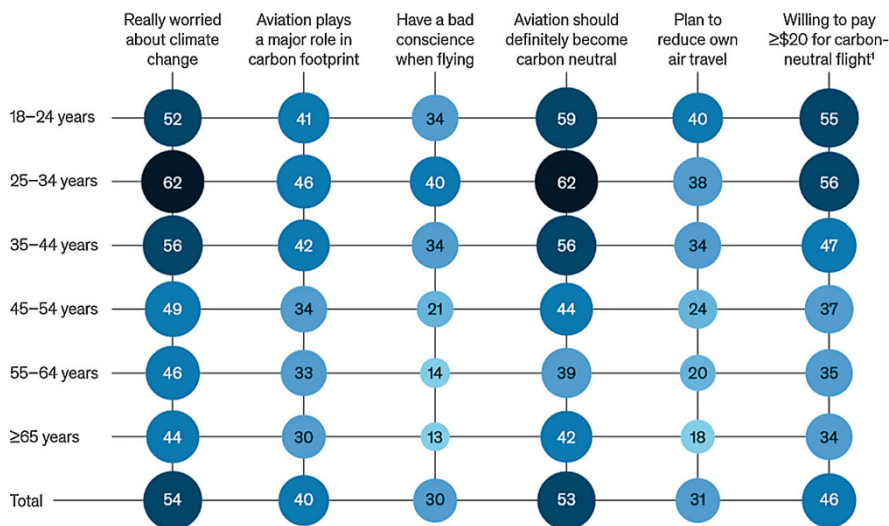 Really worried
about climate
change
Aviation plays
a major role in
carbon footprint
Have a bad
conscience
when flying
Aviation should
definitely become
carbon neutral
Plan to
reduce own
air travel
Willing to pay
≥$20 for carbon-
neutral flight¹
18–24 years 52 41 34 59 40 55
25–34 years 62 46 40 62 38 56
35–44 years 56 42 34 56 34 47
45–54 years 49 34 21 44 24 37
55–64 years 46 33 14 39 20 35
≥65 years 44 30 13 42 18 34
Total 54 40 30 53 31 46